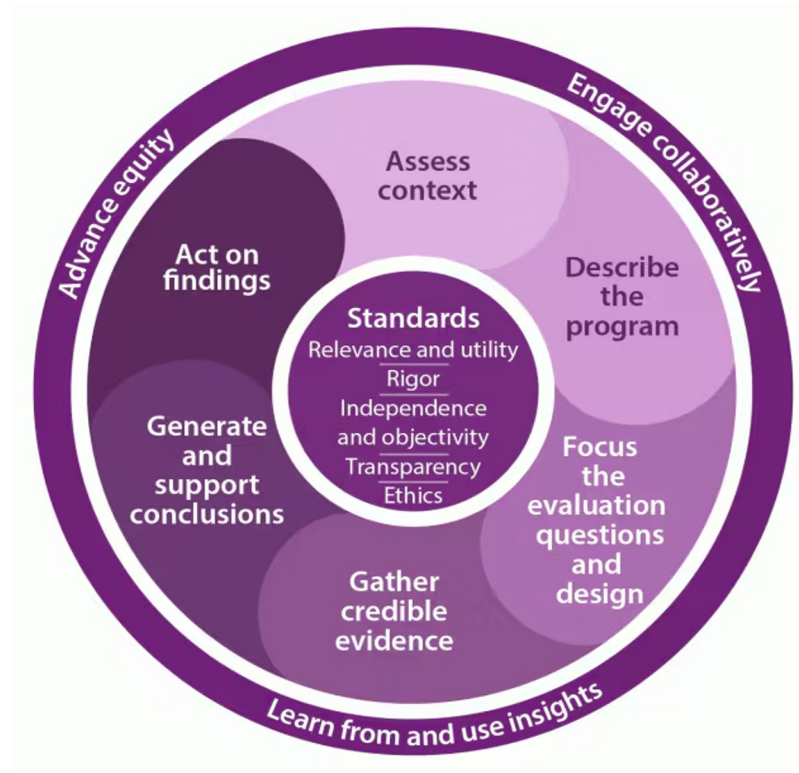 Advance equity
Engage collaboratively
Learn from and use insights
Assess
context
Describe
the
program
Focus
the
evaluation
questions
and
design
Gather
credible
evidence
Generate
and
support
conclusions
Act on
findings
Standards
Relevance and utility
Rigor
Independence
and objectivity
Transparency
Ethics